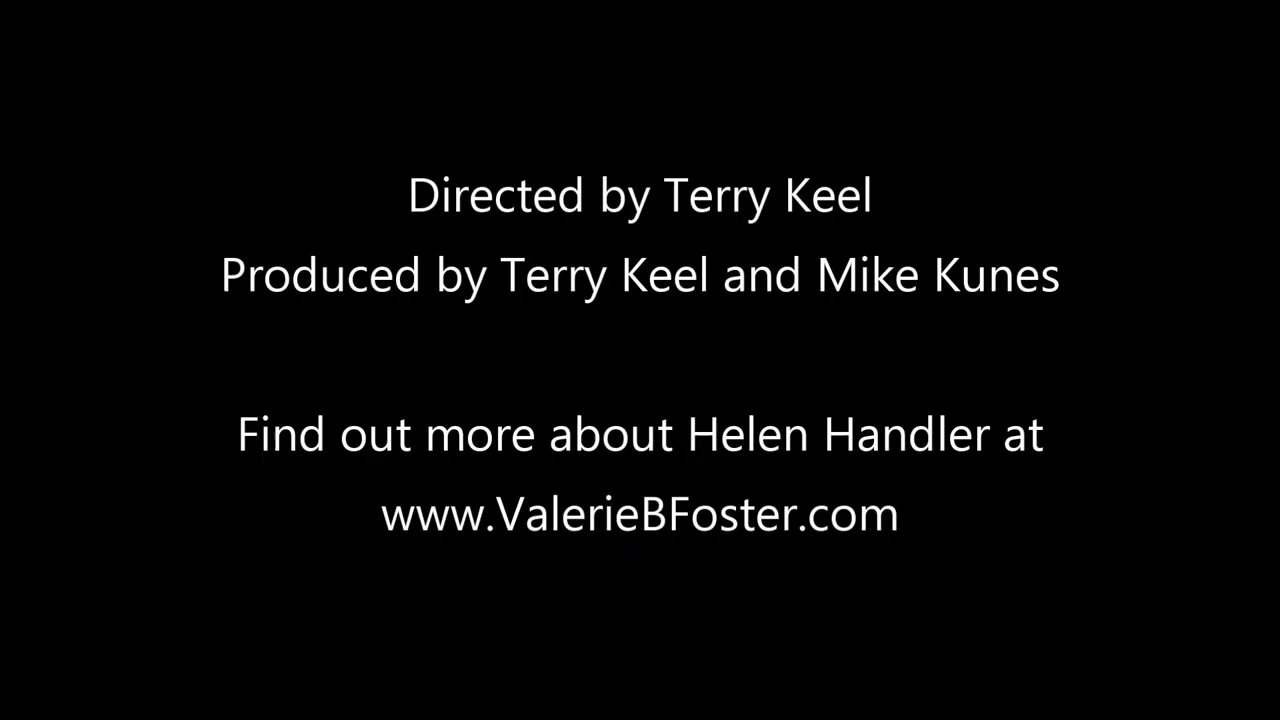 Directed by Terry Keel
Produced by Terry Keel and Mike Kunes
Find out more about Helen Handler at
www.ValerieBFoster.com